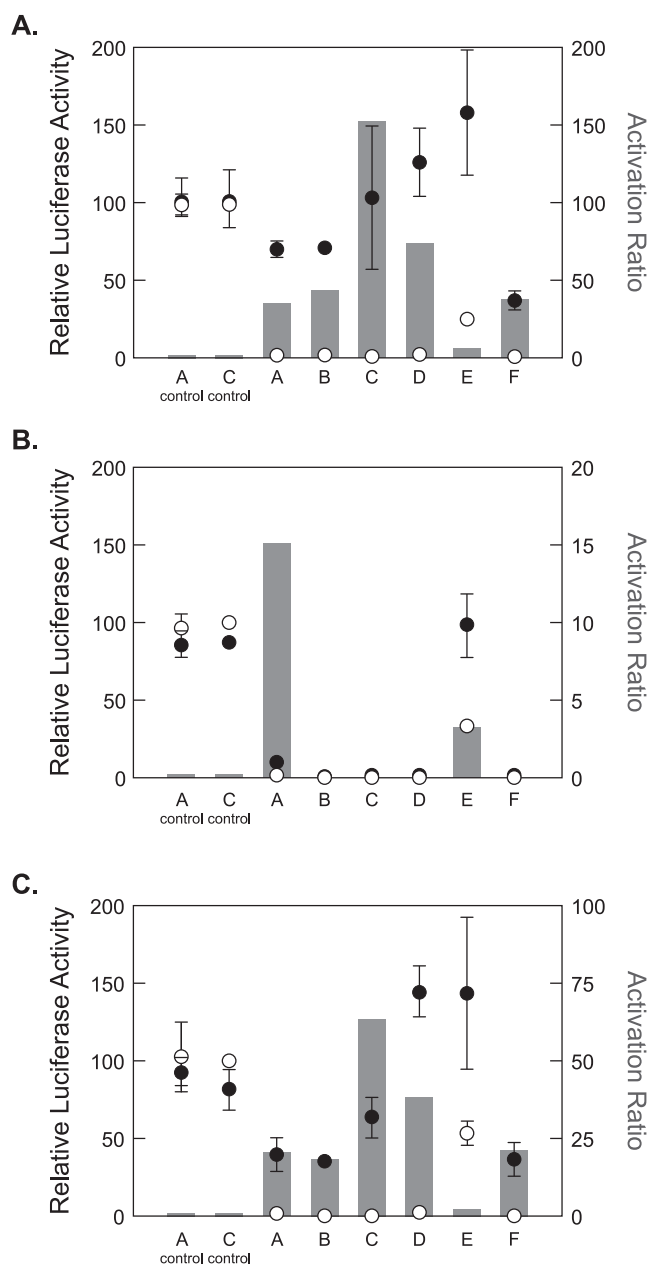 A.
Relative Luciferase Activity
200
150
100
50
0
200
150
100
50
0
Activation Ratio
A C A B C D E F
control control
B.
Relative Luciferase Activity
200
150
100
50
0
20
15
10
5
0
Activation Ratio
A C A B C D E F
control control
C.
Relative Luciferase Activity
200
150
100
50
0
100
75
50
25
0
Activation Ratio
A C A B C D E F
control control